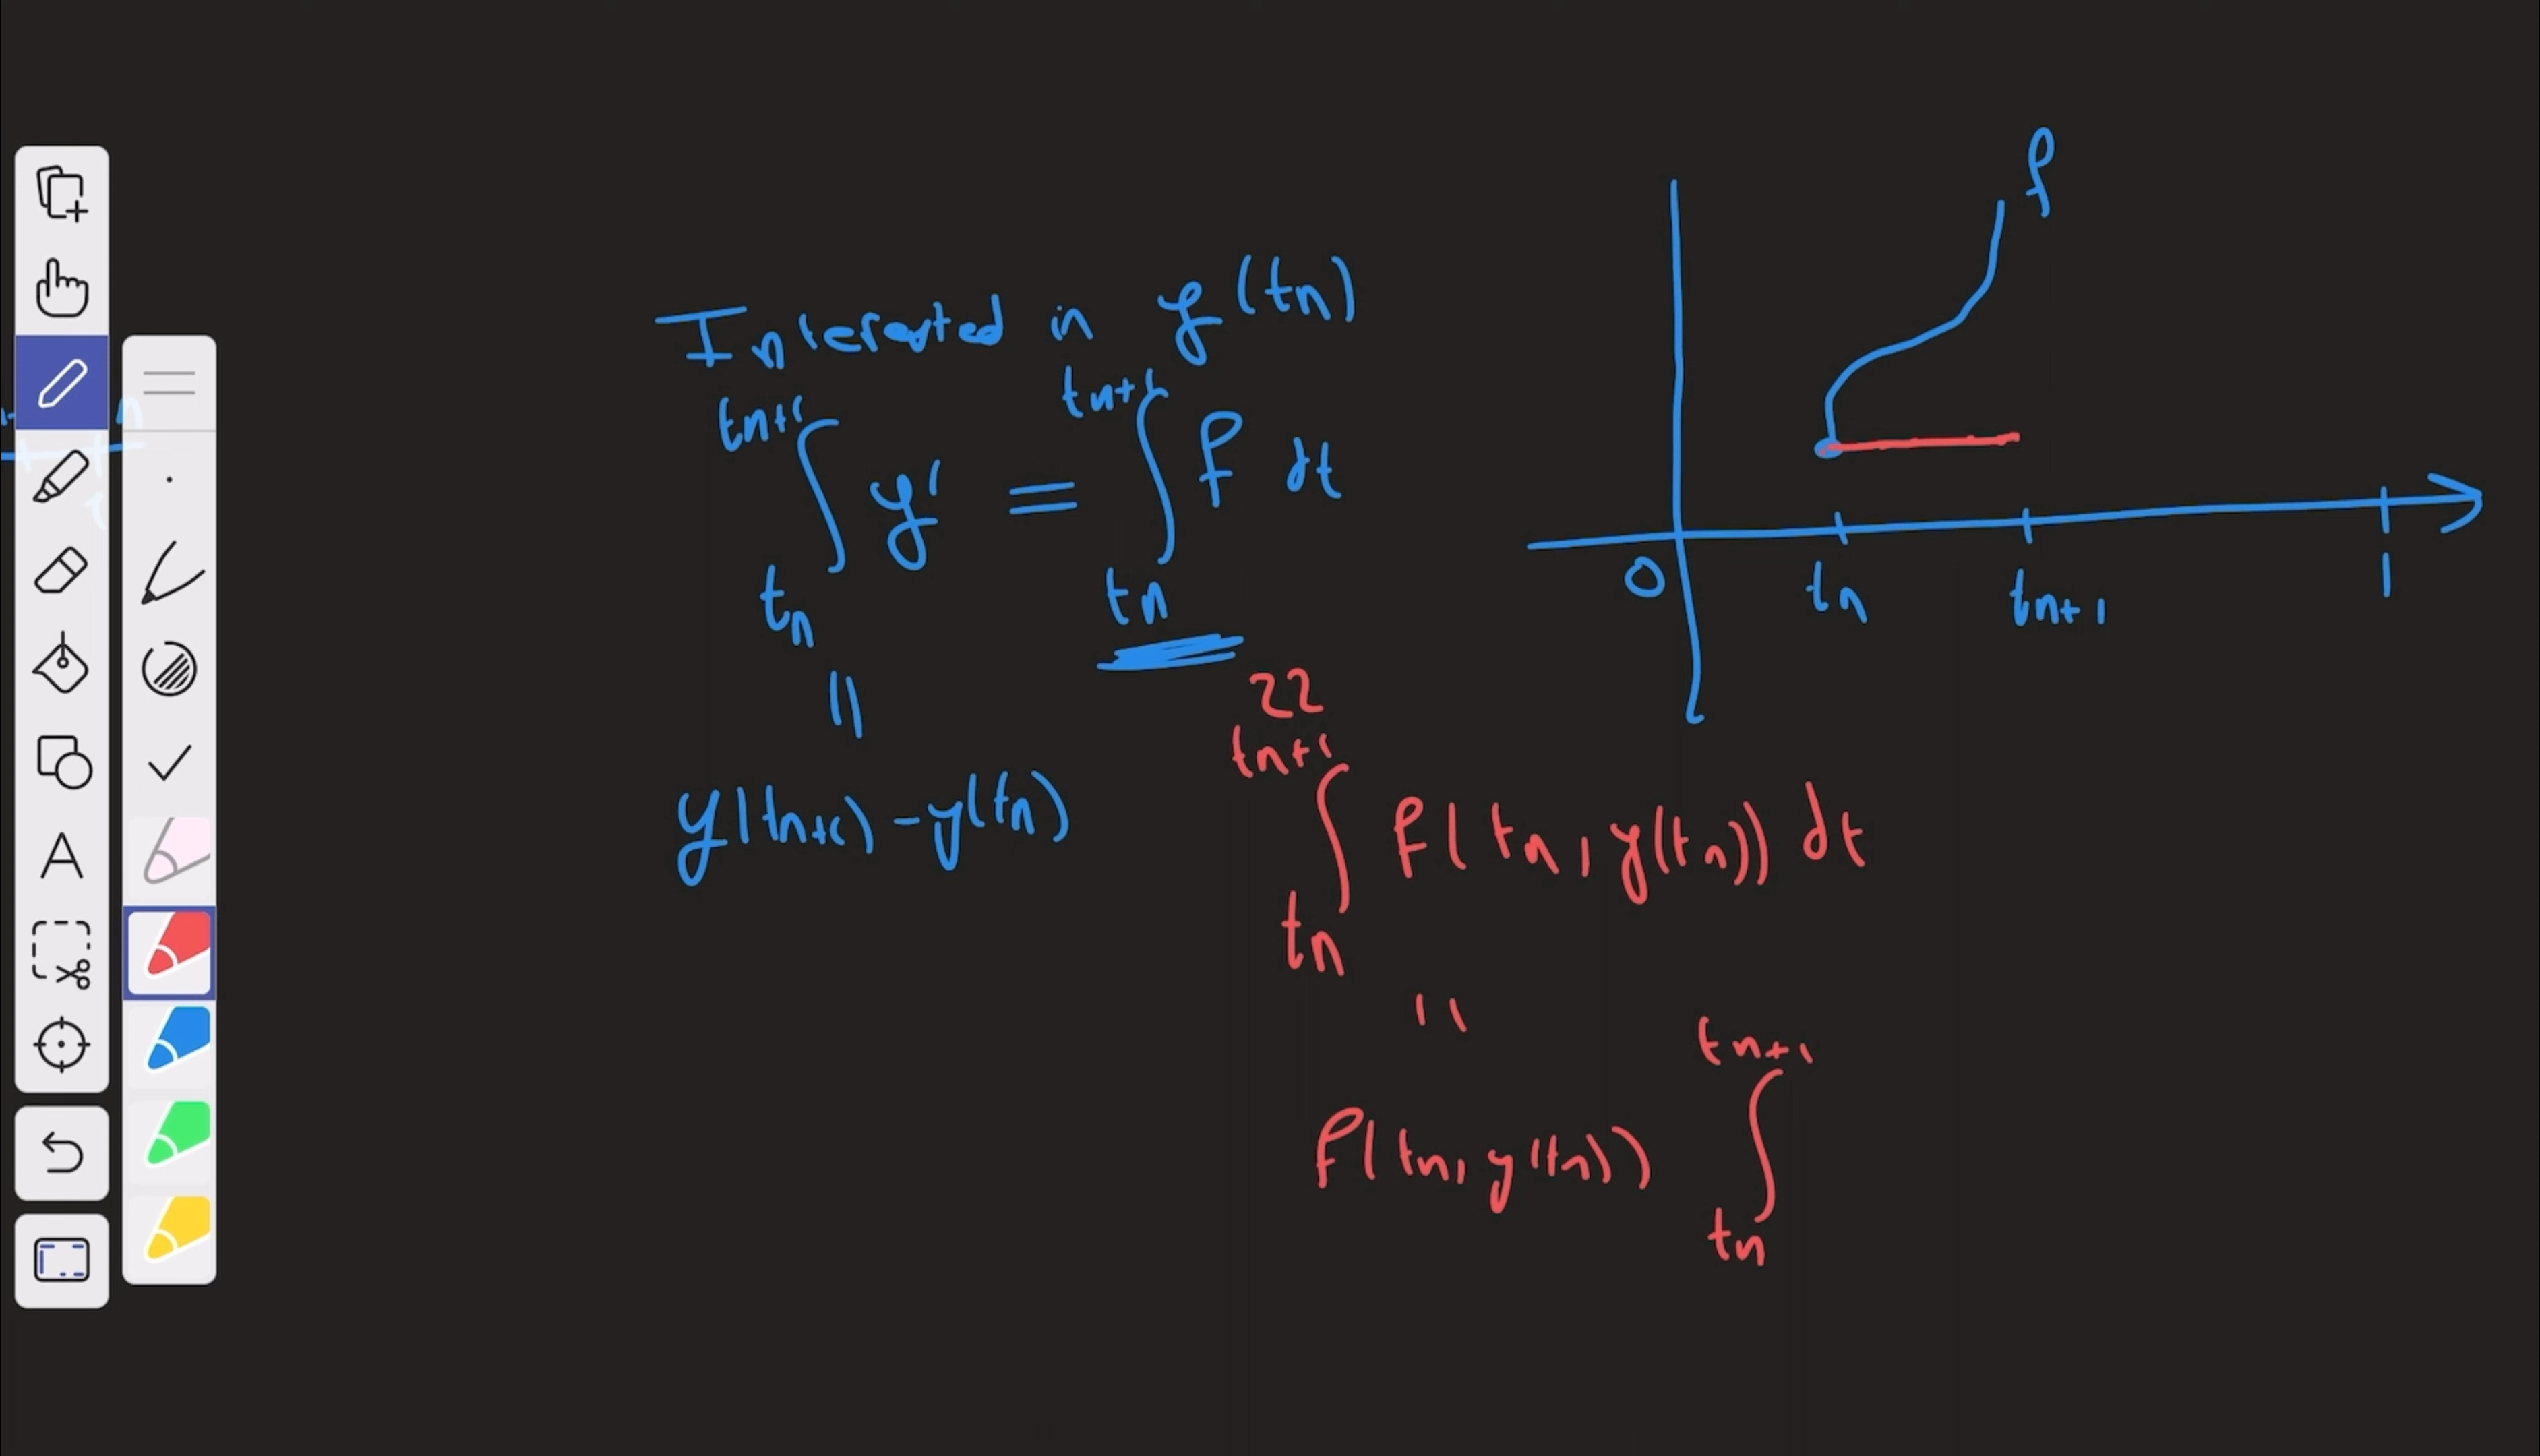 Interested in y(tn)
tn+1 tn+1
∫ y' = ∫ f dt
tn tn
||
y(tn+1) - y(tn)
22
tn+1
∫ f(tn, y(tn)) dt
tn
||
tn+1
f(tn, y(tn)) ∫
tn
f
0 tn tn+1 1
A
n
t